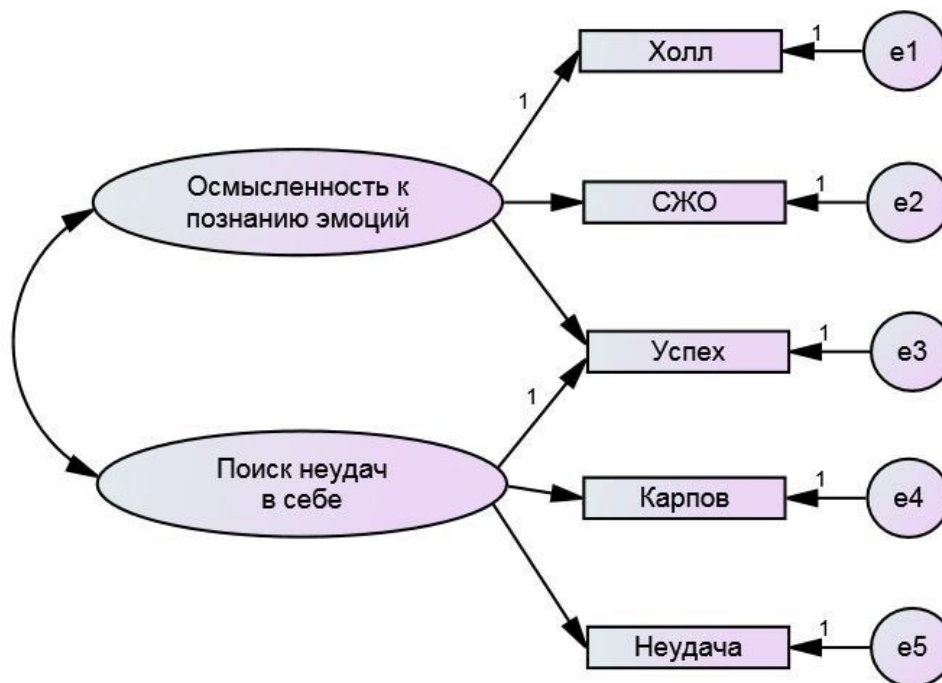 Холл
1
e1
1
Осмысленность к
познанию эмоций
СЖО
1
e2
Успех
1
e3
1
Поиск неудач
в себе
Карпов
1
e4
Неудача
1
e5